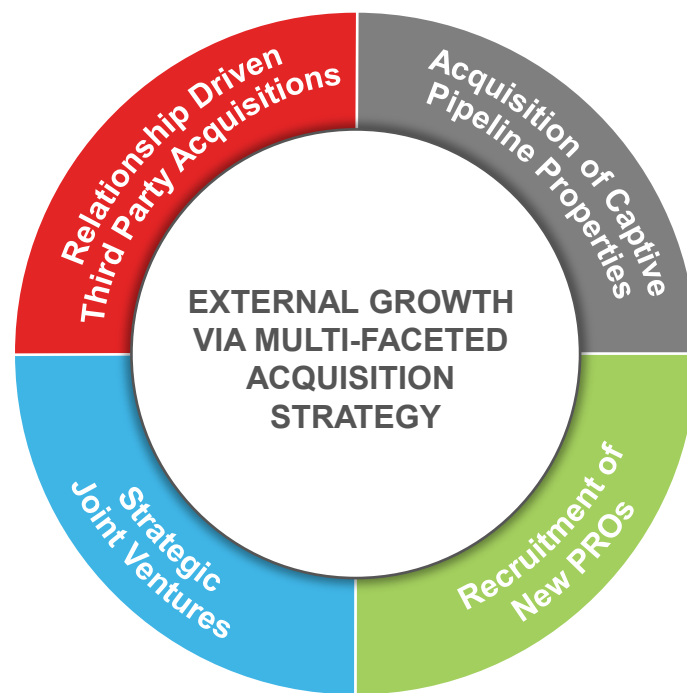 Relationship Driven
Third Party Acquisitions
Acquisition of Captive
Pipeline Properties
EXTERNAL GROWTH
VIA MULTI-FACETED
ACQUISITION
STRATEGY
Strategic
Joint Ventures
Recruitment of
New PROs